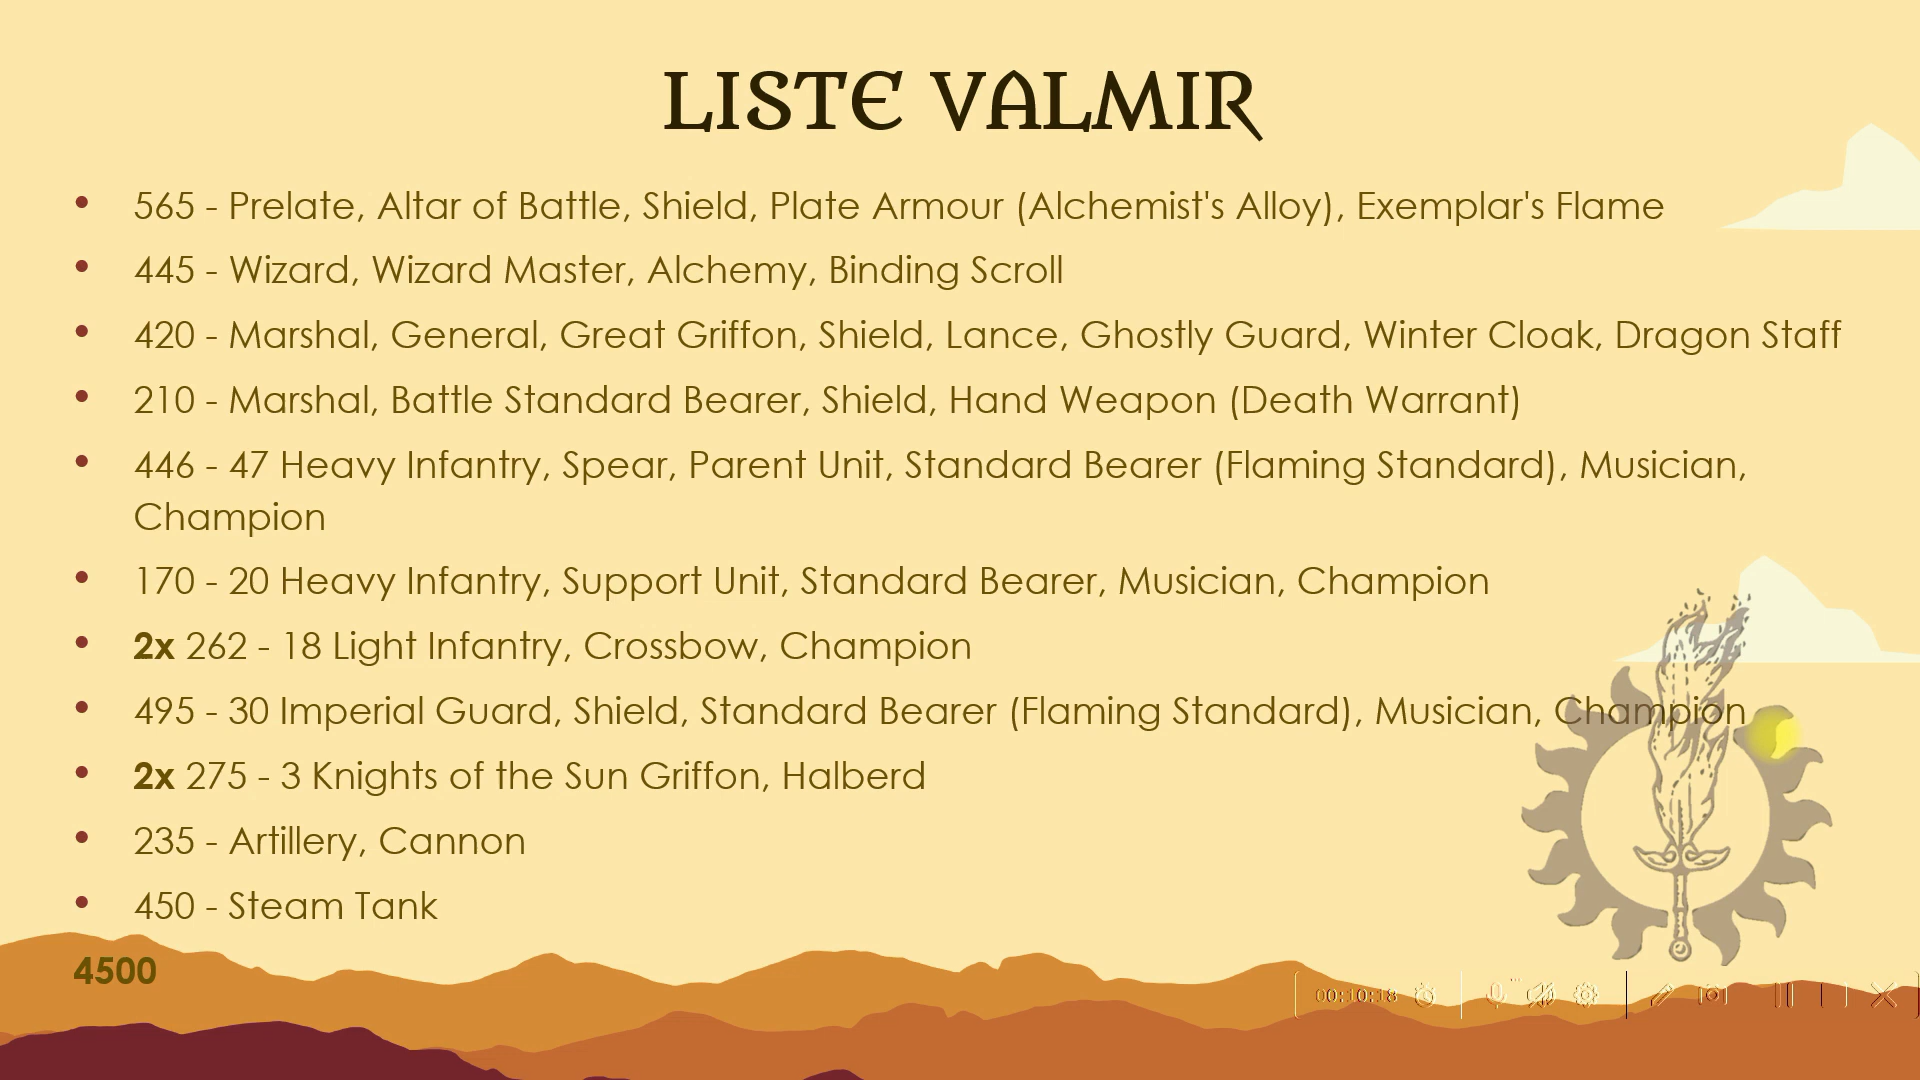 LISTE VALMIR
• 565 - Prelate, Altar of Battle, Shield, Plate Armour (Alchemist's Alloy), Exemplar's Flame
• 445 - Wizard, Wizard Master, Alchemy, Binding Scroll
• 420 - Marshal, General, Great Griffon, Shield, Lance, Ghostly Guard, Winter Cloak, Dragon Staff
• 210 - Marshal, Battle Standard Bearer, Shield, Hand Weapon (Death Warrant)
• 446 - 47 Heavy Infantry, Spear, Parent Unit, Standard Bearer (Flaming Standard), Musician,
Champion
• 170 - 20 Heavy Infantry, Support Unit, Standard Bearer, Musician, Champion
• 2x 262 - 18 Light Infantry, Crossbow, Champion
• 495 - 30 Imperial Guard, Shield, Standard Bearer (Flaming Standard), Musician, Champion
• 2x 275 - 3 Knights of the Sun Griffon, Halberd
• 235 - Artillery, Cannon
• 450 - Steam Tank
4500
00:10:18